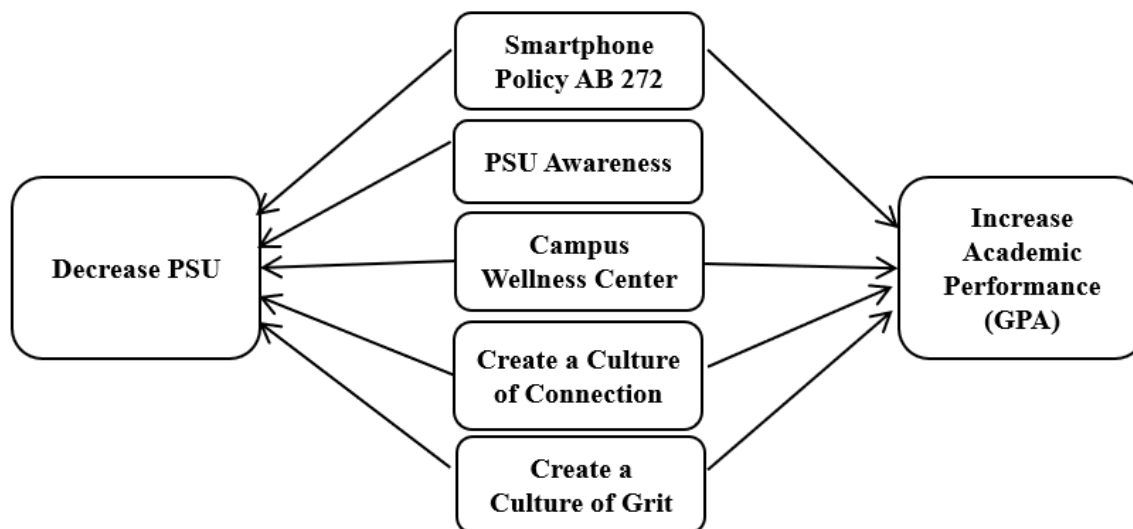 Smartphone
Policy AB 272
PSU Awareness
Decrease PSU
Campus
Wellness Center
Increase
Academic
Performance
(GPA)
Create a Culture
of Connection
Create a
Culture of Grit